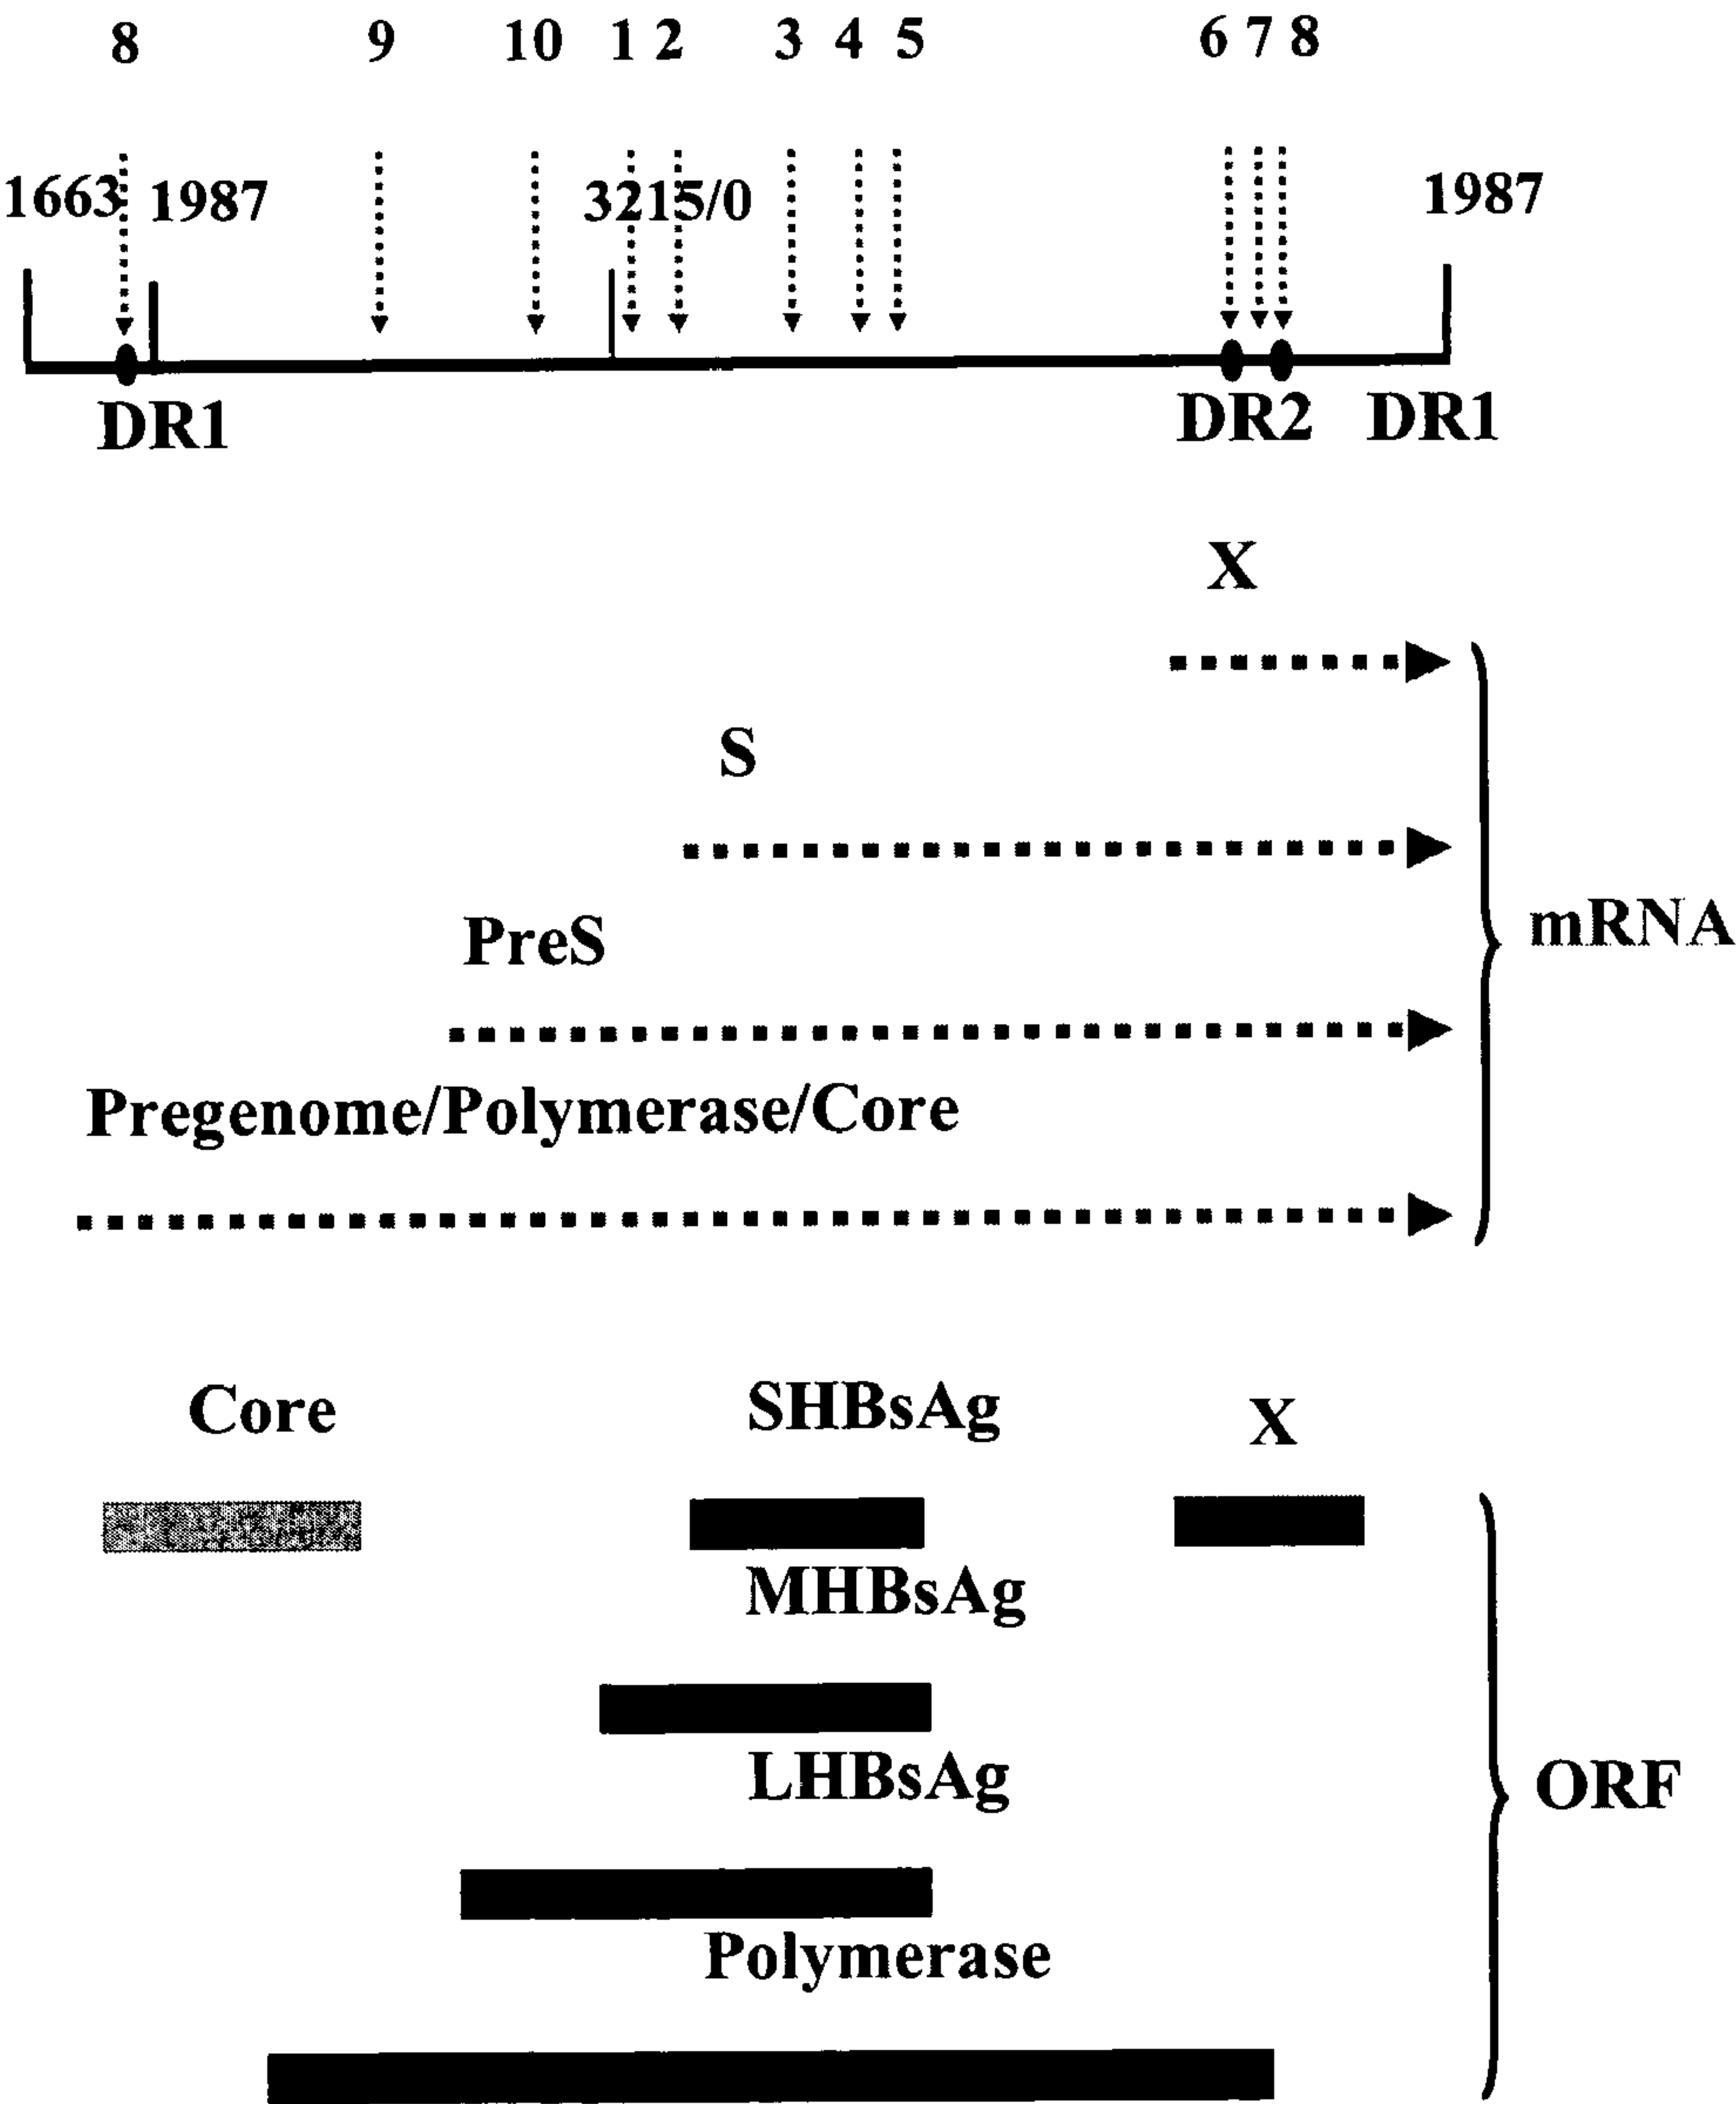 8 9 10 1 2 3 4 5 6 7 8
1663 1987 3215/0 1987
DR1 DR2 DR1
X
S
PreS
mRNA
Pregenome/Polymerase/Core
Core SHBsAg X
MHBsAg
LHBsAg
ORF
Polymerase